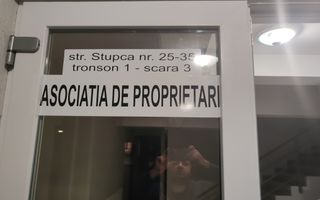 str. Stupca nr. 25-35
tronson 1 - scara 3
ASOCIATIA DE PROPRIETARI